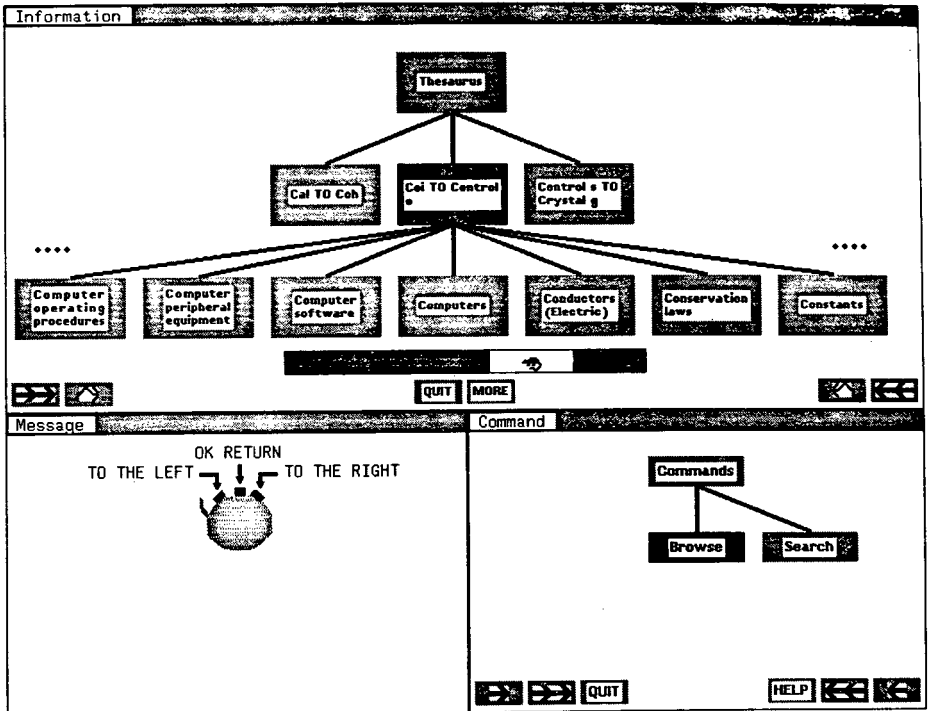 Information
Thesaurus
Cal TO Coh
Coi TO Control
e
Control s TO
Crystal g
....
....
Computer
operating
procedures
Computer
peripheral
equipment
Computer
software
Computers
Conductors
(Electric)
Conservation
laws
Constants
QUIT
MORE
Message
OK RETURN
TO THE LEFT
TO THE RIGHT
Command
Commands
Browse
Search
QUIT
HELP